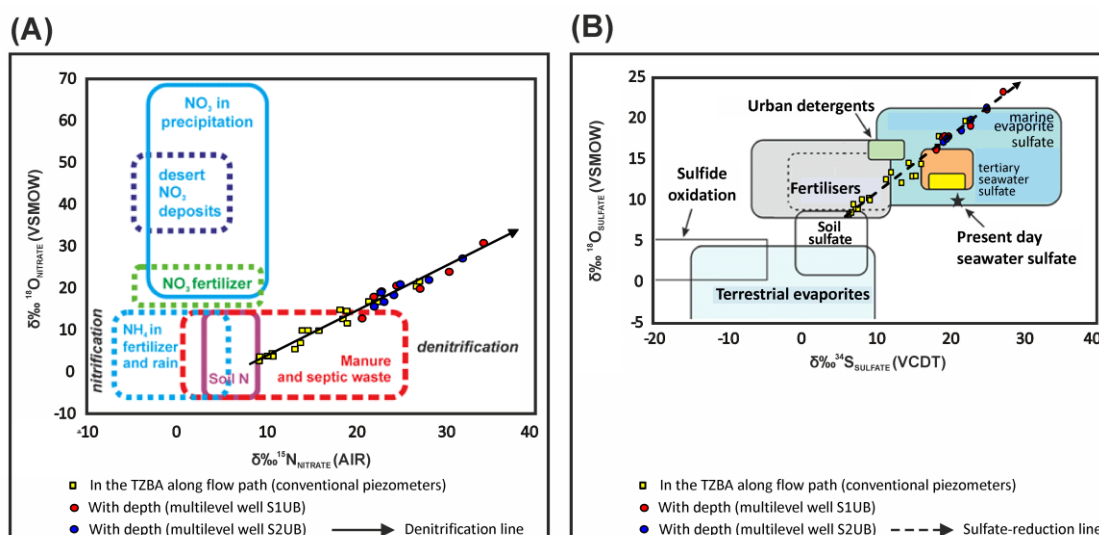 (A)
δ‰ ¹⁸O NITRATE (VSMOW)
70
60
50
40
30
20
10
0
-10
NO₃ in
precipitation
desert
NO₃
deposits
NO₃ fertilizer
nitrification
NH₄ in
fertilizer
and rain
Soil N
Manure
and septic waste
denitrification
-10
0
10
20
30
40
δ‰ ¹⁵N NITRATE (AIR)
In the TZBA along flow path (conventional piezometers)
With depth (multilevel well S1UB)
With depth (multilevel well S2UB)
Denitrification line
(B)
δ‰ ¹⁸O SULFATE (VSMOW)
25
20
15
10
5
0
-5
Urban detergents
marine
evaporite
sulfate
Sulfide
oxidation
Fertilisers
tertiary
seawater
sulfate
Soil
sulfate
Present day
seawater sulfate
Terrestrial evaporites
-20
-10
0
10
20
30
40
δ‰ ³⁴S SULFATE (VCDT)
In the TZBA along flow path (conventional piezometers)
With depth (multilevel well S1UB)
With depth (multilevel well S2UB)
Sulfate-reduction line